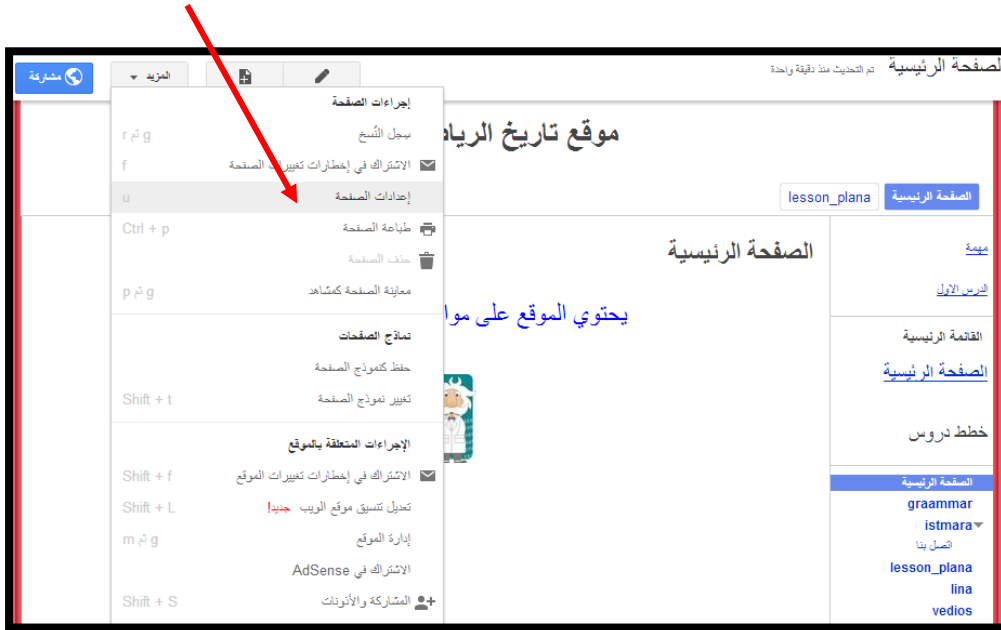 الصفحة الرئيسية تم التحديث منذ دقيقة واحدة
المزيد
مشاركة
موقع تاريخ الرياد
الصفحة الرئيسية
lesson_plana
مهمة
الدرس الاول
القائمة الرئيسية
الصفحة الرئيسية
خطط دروس
الصفحة الرئيسية
graammar
istmara
اتصل بنا
lesson_plana
lina
vedios
الصفحة الرئيسية
يحتوي الموقع على موا
إجراءات الصفحة
سجل النُسخ g ثم r
الاشتراك في إخطارات تغييرات الصفحة f
إعدادات الصفحة u
طباعة الصفحة Ctrl + p
حذف الصفحة
معاينة الصفحة كمشاهد g ثم p
نماذج الصفحات
حفظ كنموذج الصفحة
تغيير نموذج الصفحة Shift + t
الإجراءات المتعلقة بالموقع
الاشتراك في إخطارات تغييرات الموقع Shift + f
تعديل تنسيق موقع الويب جديد! Shift + L
إدارة الموقع g ثم m
الاشتراك في AdSense
المشاركة والأذونات Shift + S